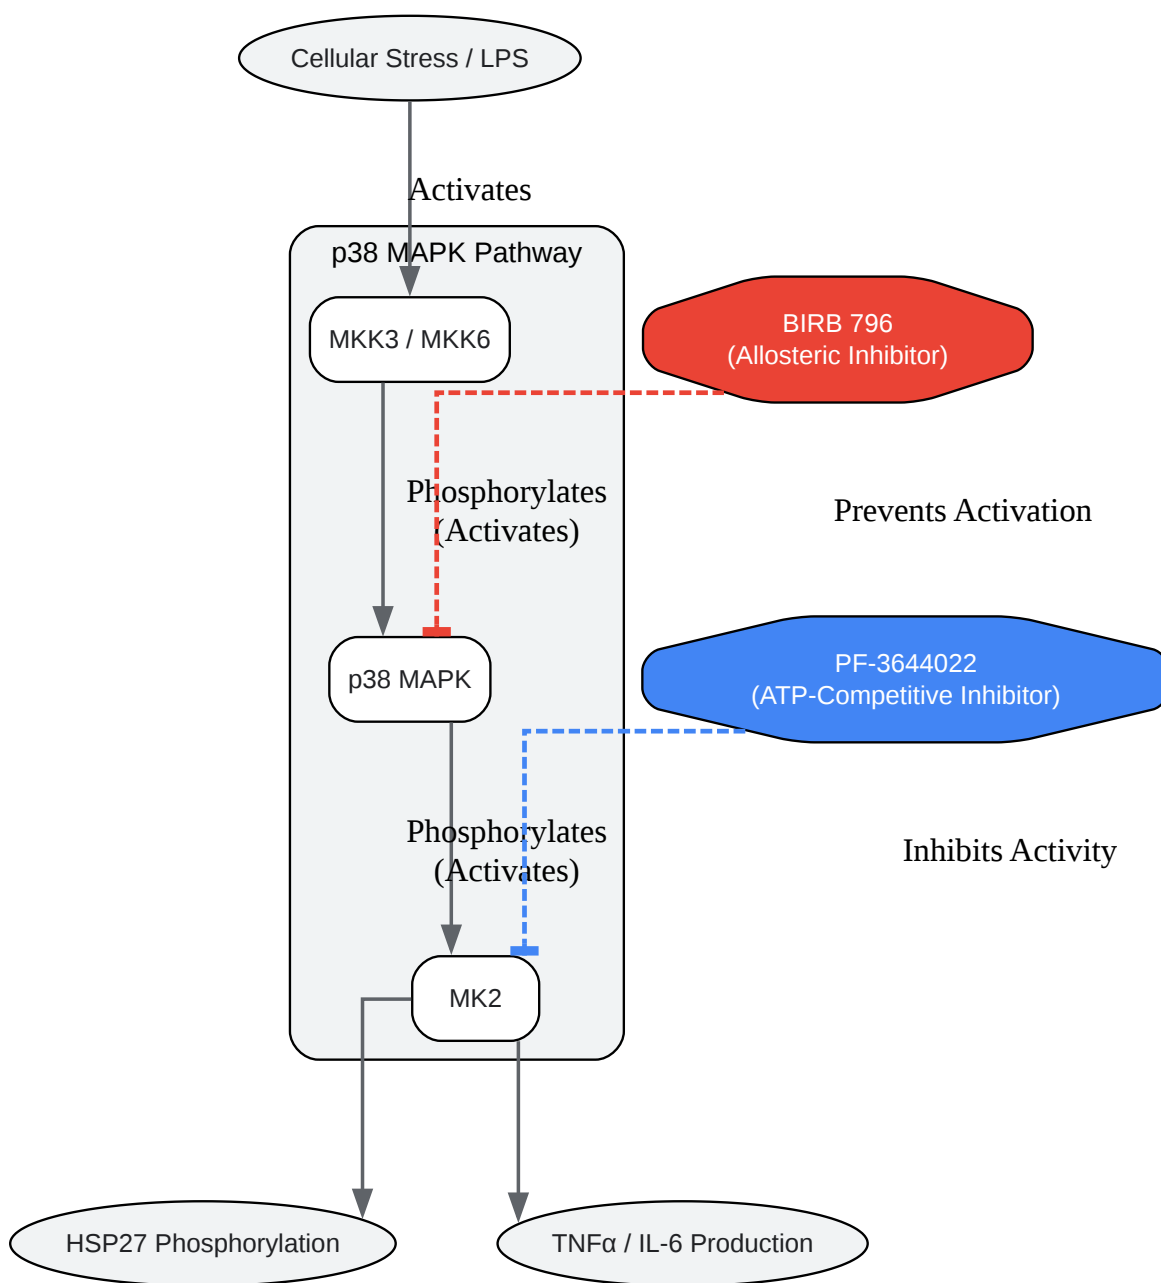 Cellular Stress / LPS
Activates
p38 MAPK Pathway
MKK3 / MKK6
BIRB 796
(Allosteric Inhibitor)
Phosphorylates
(Activates)
Prevents Activation
p38 MAPK
PF-3644022
(ATP-Competitive Inhibitor)
Phosphorylates
(Activates)
Inhibits Activity
MK2
HSP27 Phosphorylation
TNFα / IL-6 Production